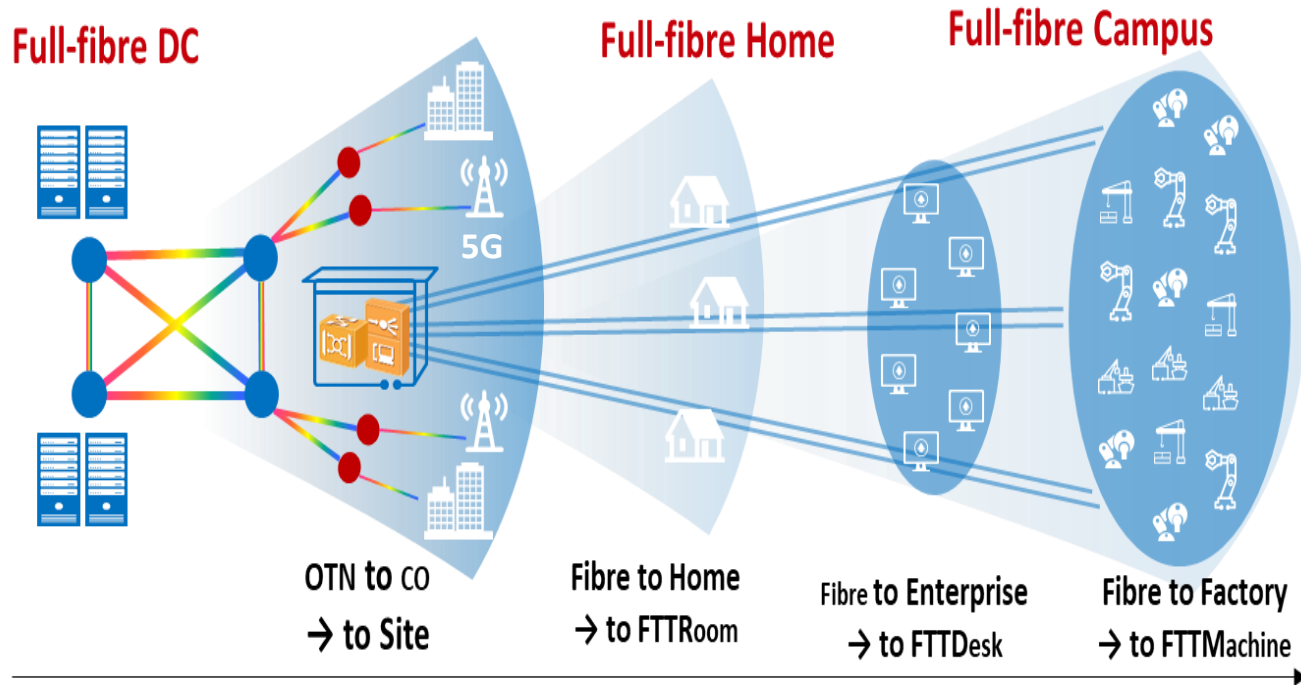 Full-fibre DC
Full-fibre Home
Full-fibre Campus
5G
OTN to CO
→ to Site
Fibre to Home
→ to FTTRoom
Fibre to Enterprise
→ to FTTDesk
Fibre to Factory
→ to FTTMachine